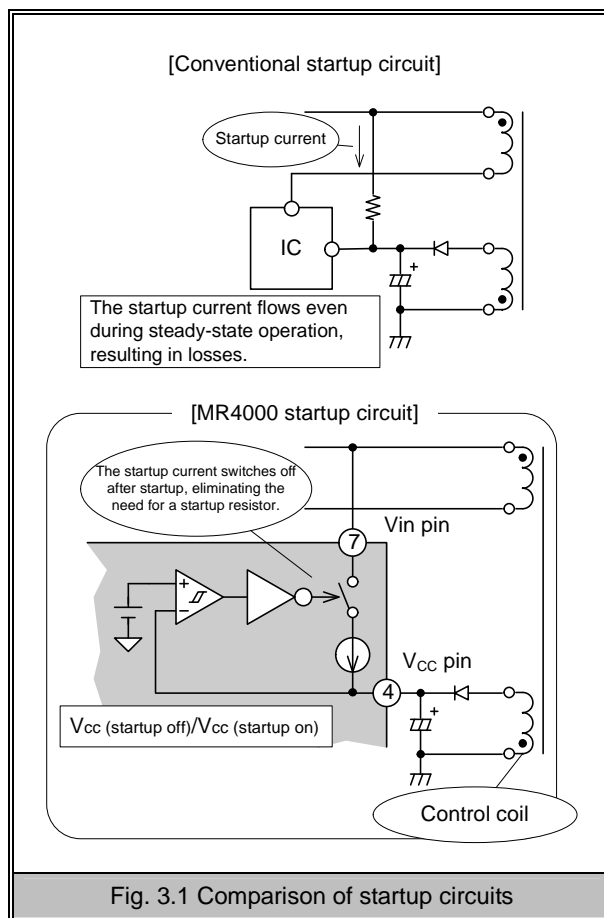 [Conventional startup circuit]
Startup current
IC
+
The startup current flows even
during steady-state operation,
resulting in losses.
[MR4000 startup circuit]
The startup current switches off
after startup, eliminating the
need for a startup resistor.
Vin pin
7
+
−
VCC pin
4
+
Vcc (startup off)/Vcc (startup on)
Control coil
Fig. 3.1 Comparison of startup circuits